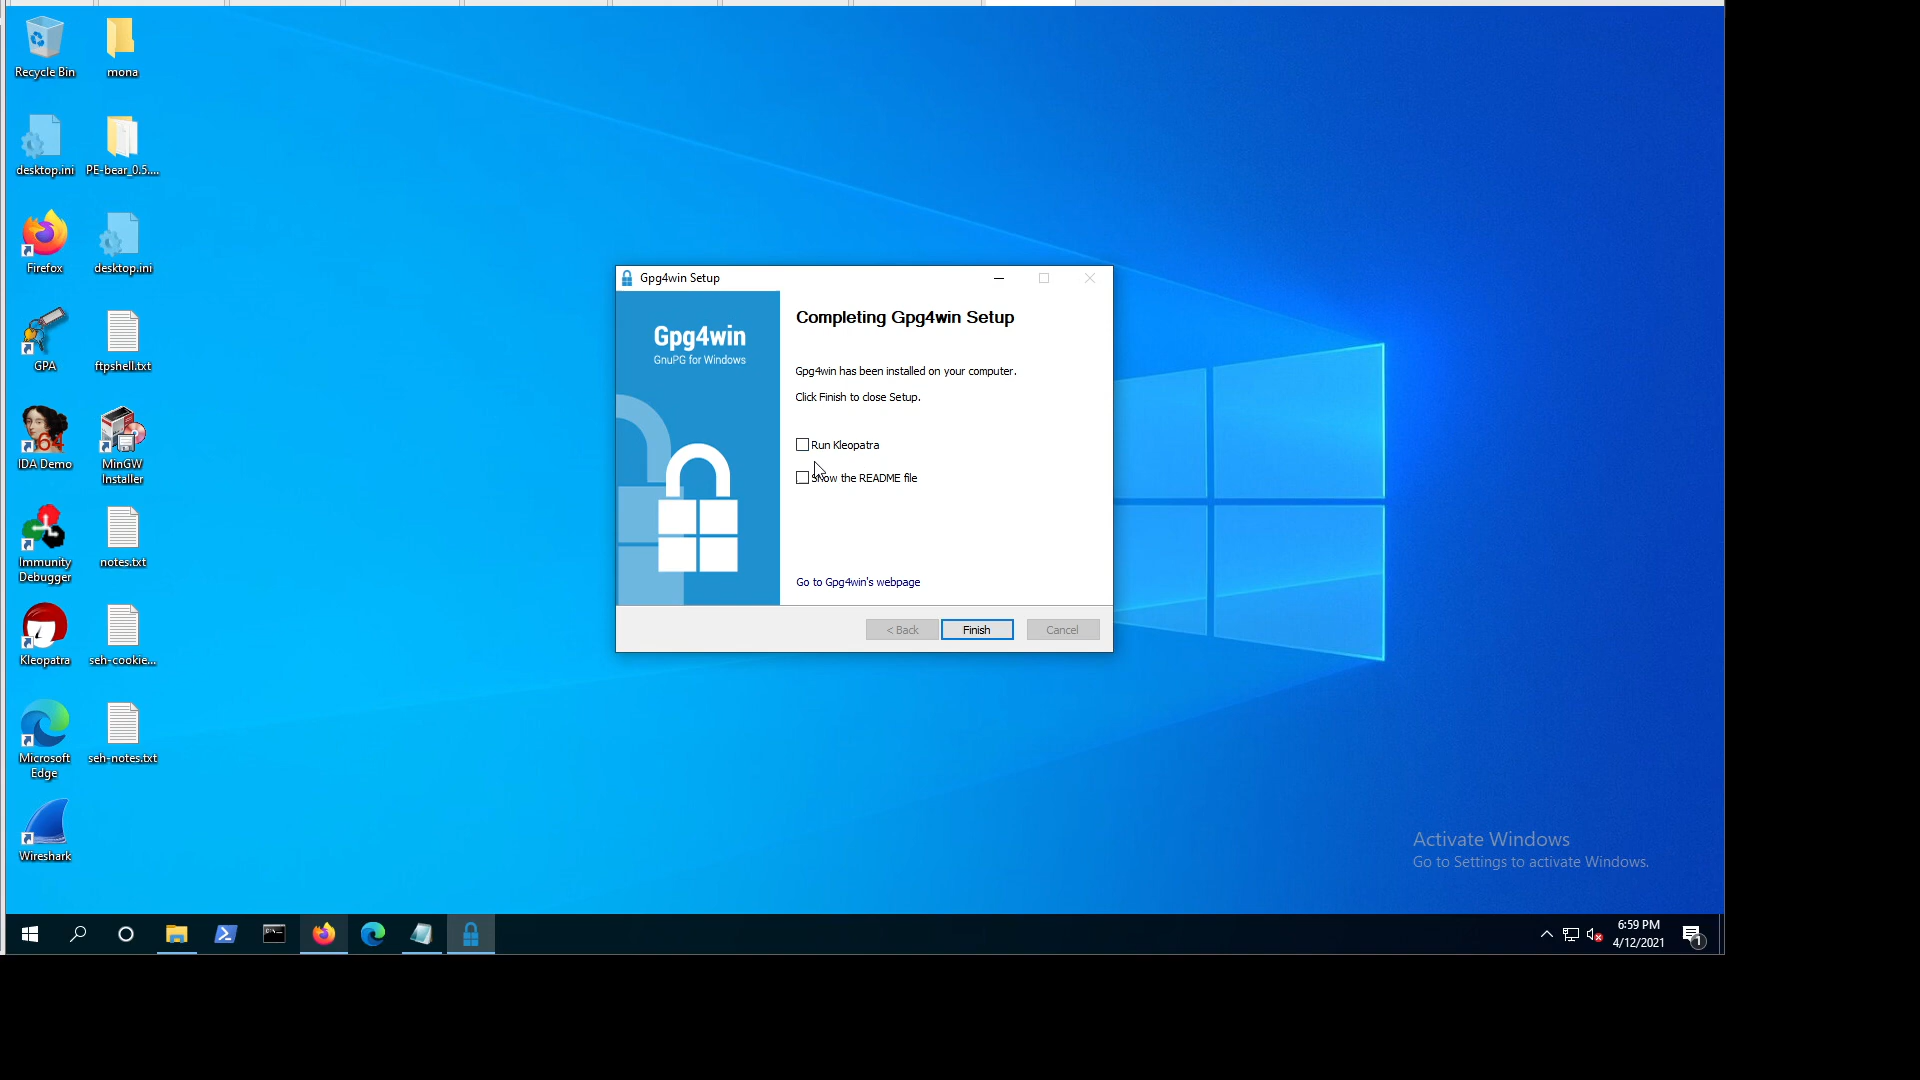 Recycle Bin
mona
desktop.ini
PE-bear_0.5....
Firefox
desktop.ini
GPA
ftpshell.txt
64
IDA Demo
MinGW
Installer
Immunity
Debugger
notes.txt
Kleopatra
seh-cookie...
Microsoft
Edge
seh-notes.txt
Wireshark
Gpg4win Setup
Gpg4win
GnuPG for Windows
Completing Gpg4win Setup
Gpg4win has been installed on your computer.
Click Finish to close Setup.
Run Kleopatra
Show the README file
Go to Gpg4win's webpage
< Back
Finish
Cancel
Activate Windows
Go to Settings to activate Windows.
6:59 PM
4/12/2021
1